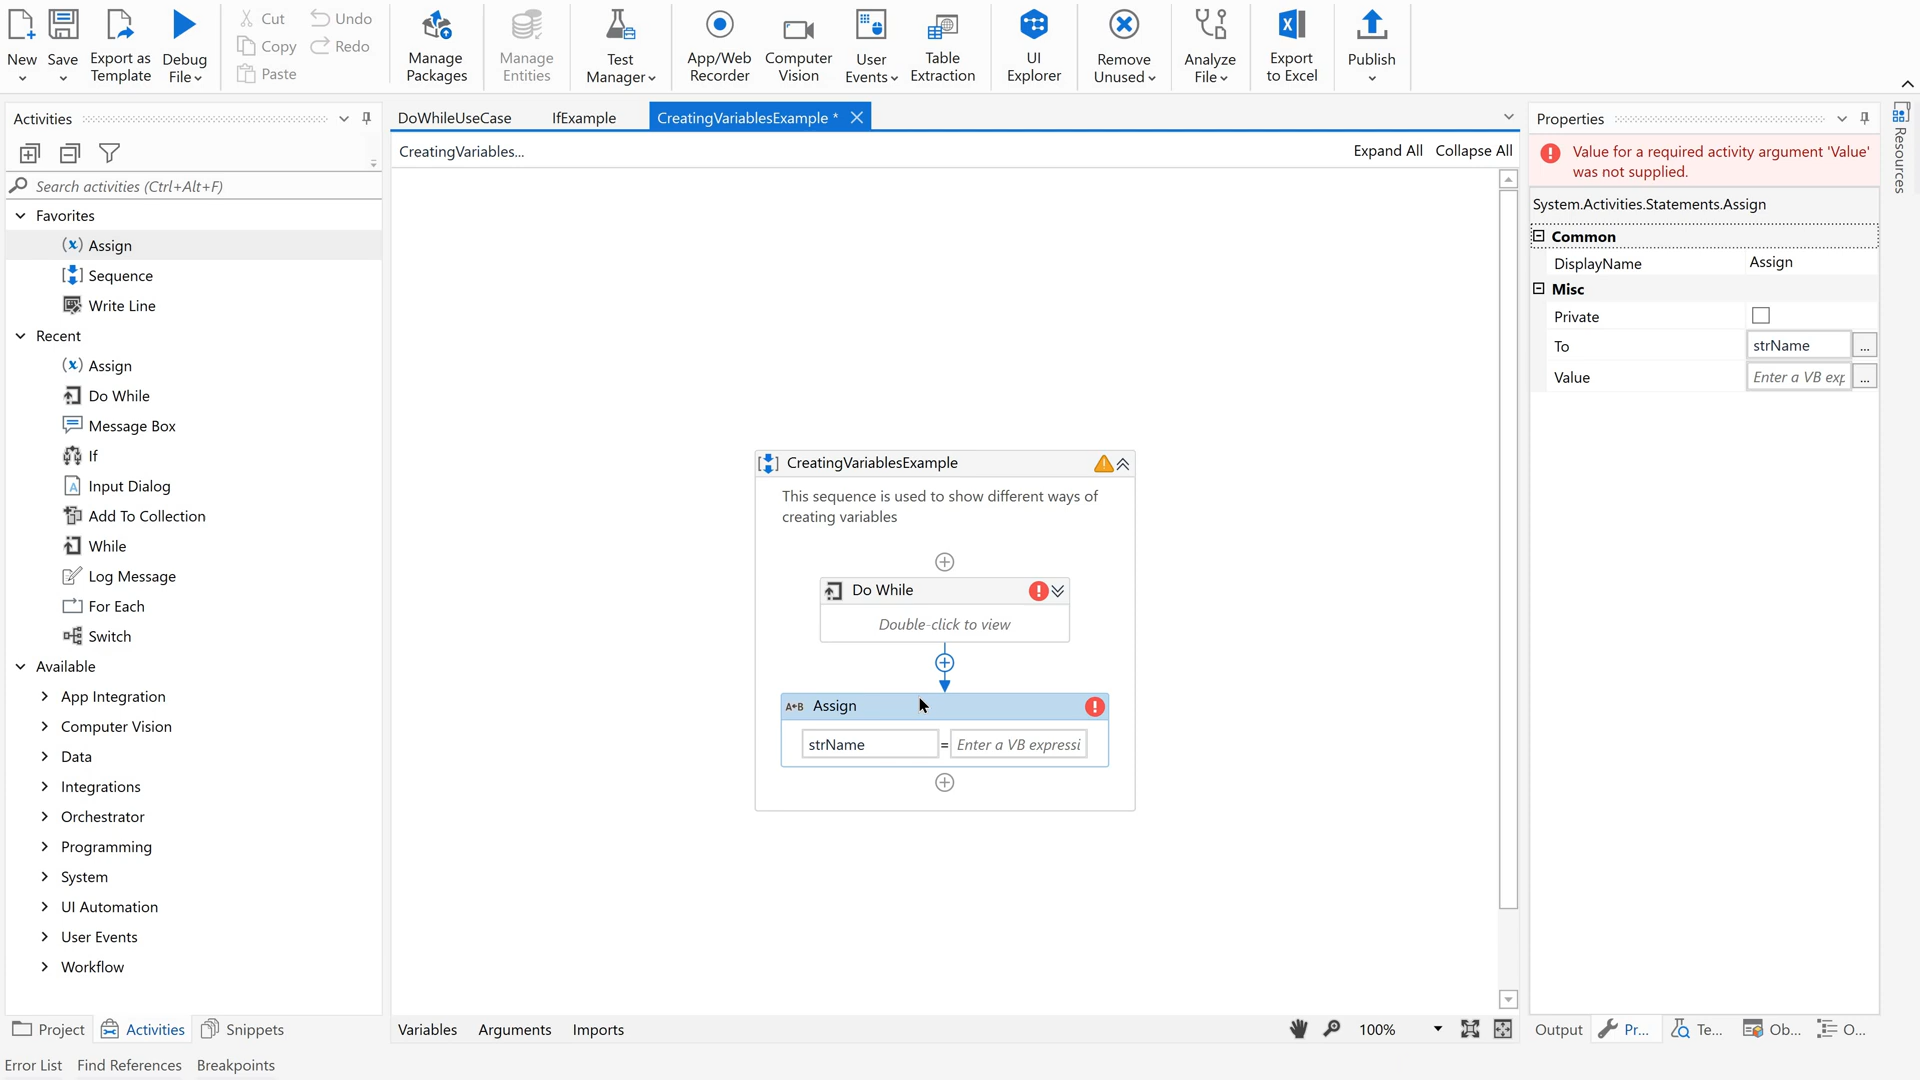 New
Save
Export as
Template
Debug
File
Cut
Copy
Paste
Undo
Redo
Manage
Packages
Manage
Entities
Test
Manager
App/Web
Recorder
Computer
Vision
User
Events
Table
Extraction
UI
Explorer
Remove
Unused
Analyze
File
Export
to Excel
Publish
Activities
Search activities (Ctrl+Alt+F)
Favorites
Assign
Sequence
Write Line
Recent
Assign
Do While
Message Box
If
Input Dialog
Add To Collection
While
Log Message
For Each
Switch
Available
App Integration
Computer Vision
Data
Integrations
Orchestrator
Programming
System
UI Automation
User Events
Workflow
Project
Activities
Snippets
Error List
Find References
Breakpoints
DoWhileUseCase
IfExample
CreatingVariablesExample *
CreatingVariables...
Expand All
Collapse All
CreatingVariablesExample
This sequence is used to show different ways of
creating variables
Do While
Double-click to view
A+B Assign
strName = Enter a VB expressi
Variables
Arguments
Imports
100%
Properties
Value for a required activity argument 'Value'
was not supplied.
System.Activities.Statements.Assign
Common
DisplayName Assign
Misc
Private
To strName ...
Value Enter a VB exp ...
Output
Pr...
Te...
Ob...
O...
Resources